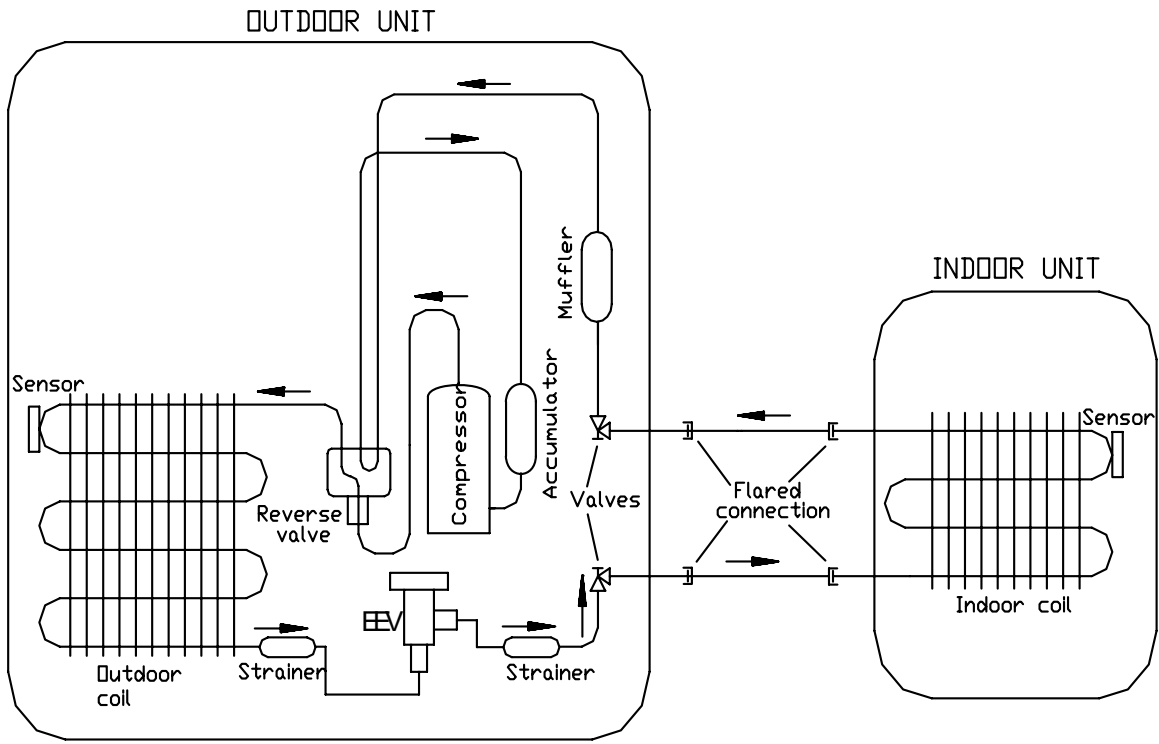 OUTDOOR UNIT
Muffler
INDOOR UNIT
Sensor
Compressor
Accumulator
Sensor
Reverse
valve
Valves
Flared
connection
EEV
Indoor coil
Outdoor
coil
Strainer
Strainer